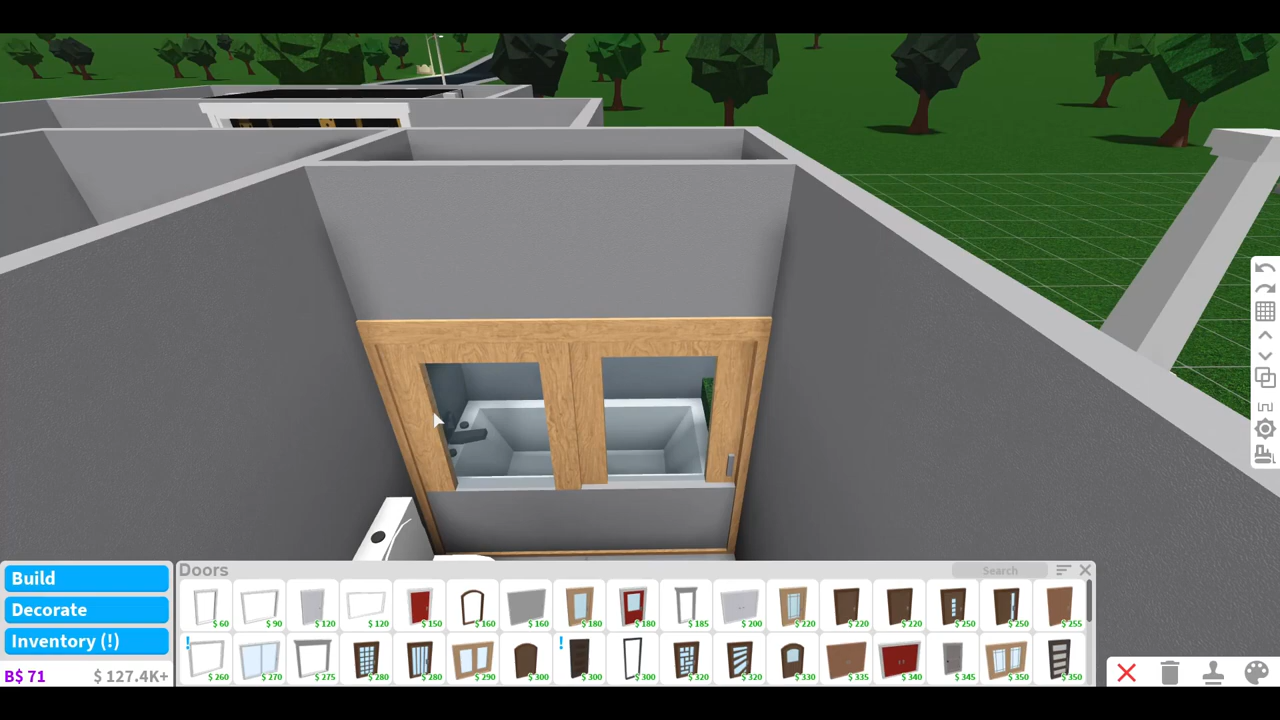 Doors
Search
Build
Decorate
Inventory (!)
B$ 71 $ 127.4K+
$ 60 $ 90 $ 120 $ 120 $ 150 $ 160 $ 160 $ 180 $ 180 $ 185 $ 200 $ 220 $ 220 $ 220 $ 250 $ 250 $ 255
! $ 260 $ 270 $ 275 $ 280 $ 280 $ 290 $ 300 ! $ 300 $ 300 $ 320 $ 320 $ 330 $ 335 $ 340 $ 345 $ 350 $ 350